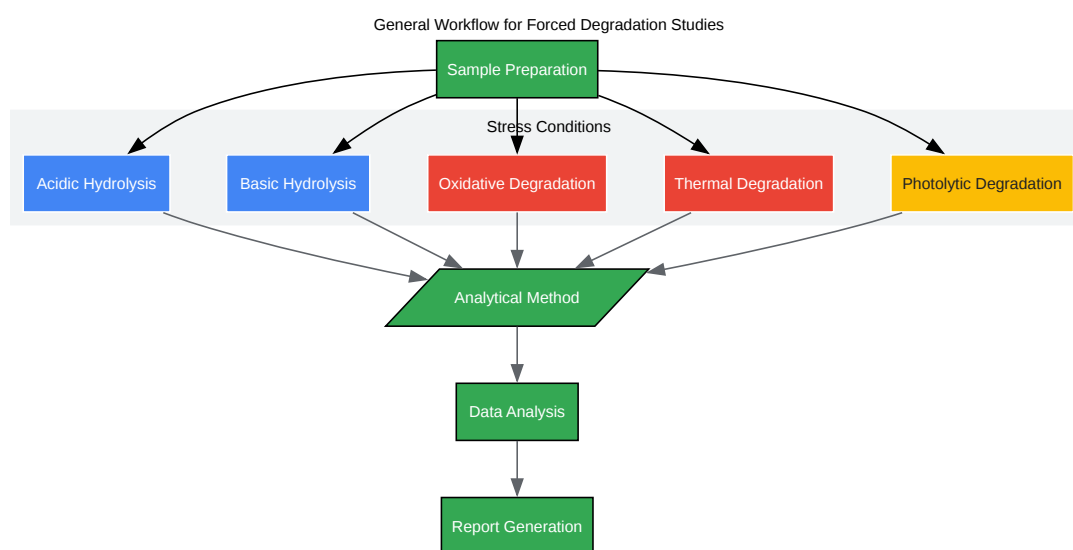 General Workflow for Forced Degradation Studies
Sample Preparation
Stress Conditions
Acidic Hydrolysis
Basic Hydrolysis
Oxidative Degradation
Thermal Degradation
Photolytic Degradation
Analytical Method
Data Analysis
Report Generation